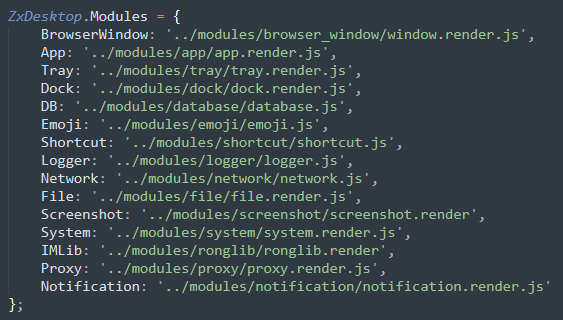 ZxDesktop.Modules = {
    BrowserWindow: '../modules/browser_window/window.render.js',
    App: '../modules/app/app.render.js',
    Tray: '../modules/tray/tray.render.js',
    Dock: '../modules/dock/dock.render.js',
    DB: '../modules/database/database.js',
    Emoji: '../modules/emoji/emoji.js',
    Shortcut: '../modules/shortcut/shortcut.js',
    Logger: '../modules/logger/logger.js',
    Network: '../modules/network/network.js',
    File: '../modules/file/file.render.js',
    Screenshot: '../modules/screenshot/screenshot.render',
    System: '../modules/system/system.render.js',
    IMLib: '../modules/ronglib/ronglib.render',
    Proxy: '../modules/proxy/proxy.render.js',
    Notification: '../modules/notification/notification.render.js'
};